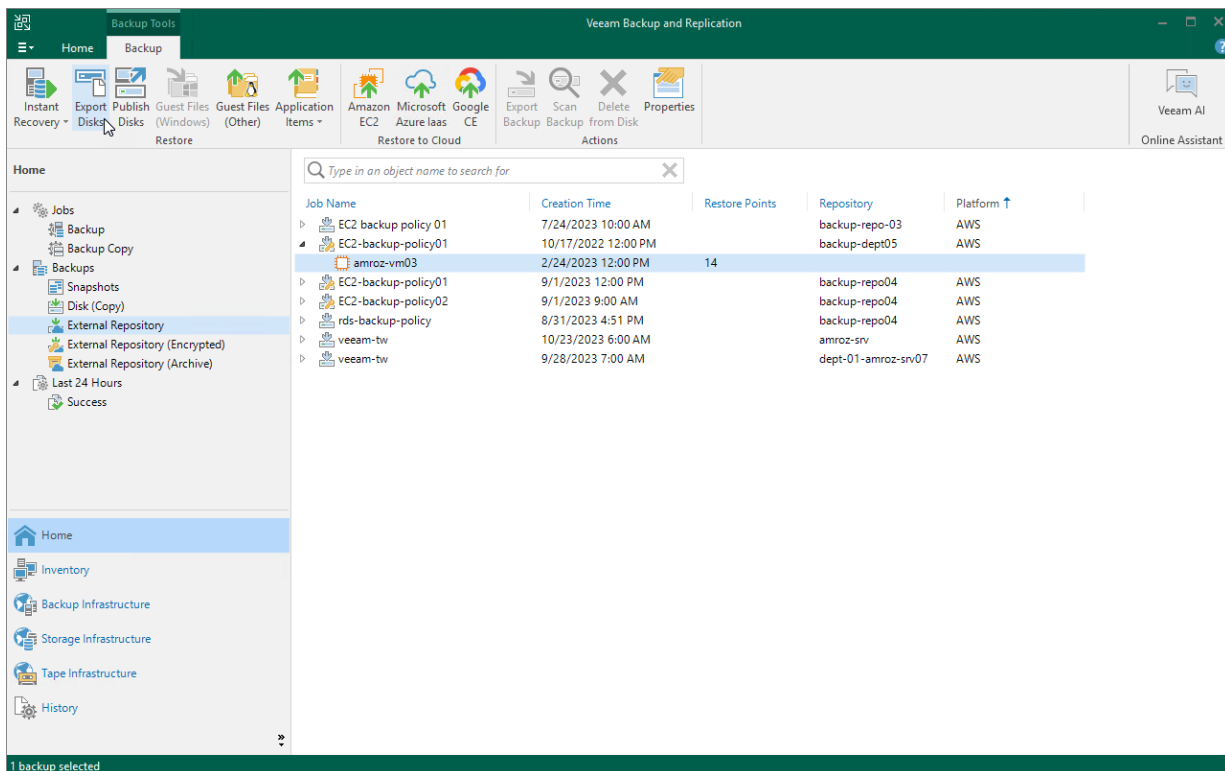 Backup Tools
Veeam Backup and Replication
Home Backup
Instant Recovery
Export Disks
Publish Disks
Guest Files (Windows)
Guest Files (Other)
Application Items
Restore
Amazon EC2
Microsoft Azure Iaas
Google CE
Restore to Cloud
Export Backup
Scan Backup
Delete from Disk
Properties
Actions
Veeam AI
Online Assistant
Home
Jobs
Backup
Backup Copy
Backups
Snapshots
Disk (Copy)
External Repository
External Repository (Encrypted)
External Repository (Archive)
Last 24 Hours
Success
Home
Inventory
Backup Infrastructure
Storage Infrastructure
Tape Infrastructure
History
Type in an object name to search for
Job Name Creation Time Restore Points Repository Platform
EC2 backup policy 01 7/24/2023 10:00 AM backup-repo-03 AWS
EC2-backup-policy01 10/17/2022 12:00 PM backup-dept05 AWS
amroz-vm03 2/24/2023 12:00 PM 14
EC2-backup-policy01 9/1/2023 12:00 PM backup-repo04 AWS
EC2-backup-policy02 9/1/2023 9:00 AM backup-repo04 AWS
rds-backup-policy 8/31/2023 4:51 PM backup-repo04 AWS
veeam-tw 10/23/2023 6:00 AM amroz-srv AWS
veeam-tw 9/28/2023 7:00 AM dept-01-amroz-srv07 AWS
1 backup selected